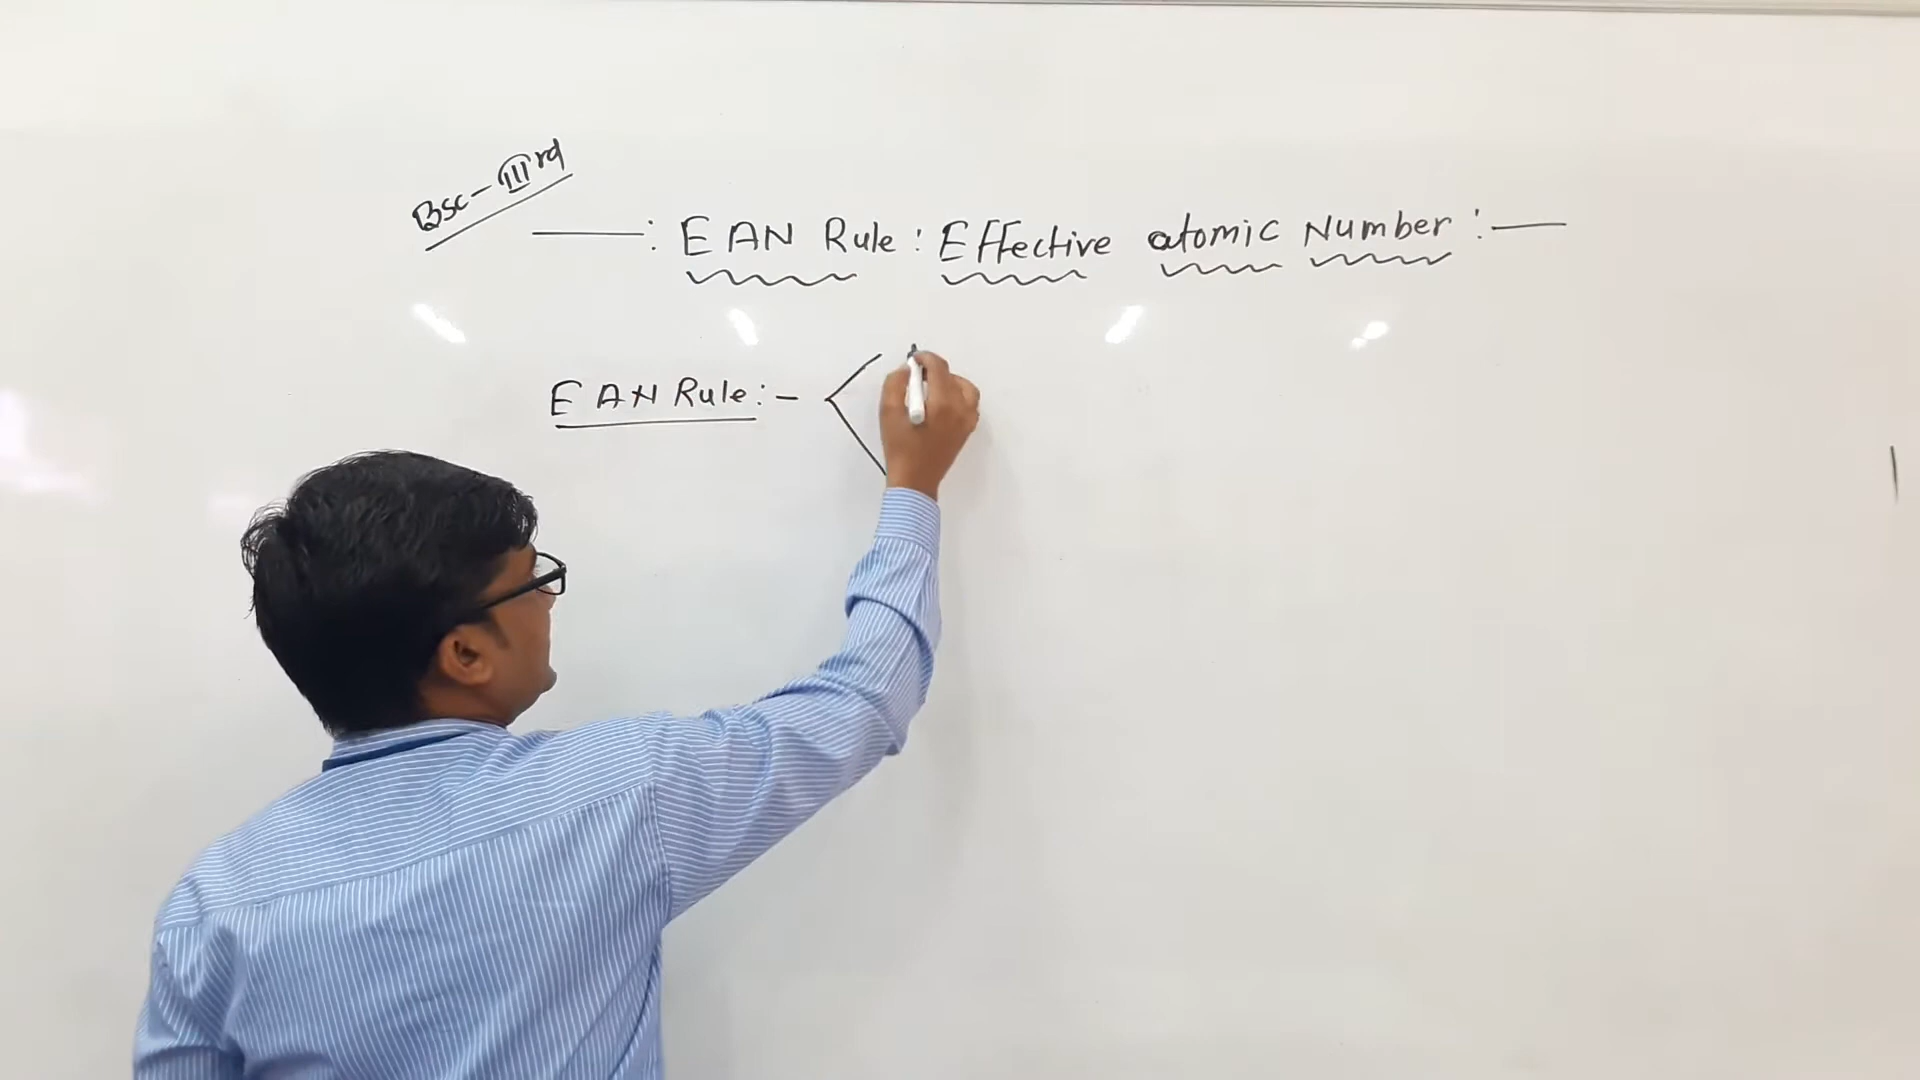 Bsc-IIIrd
: EAN Rule : Effective atomic Number :
EAN Rule :-